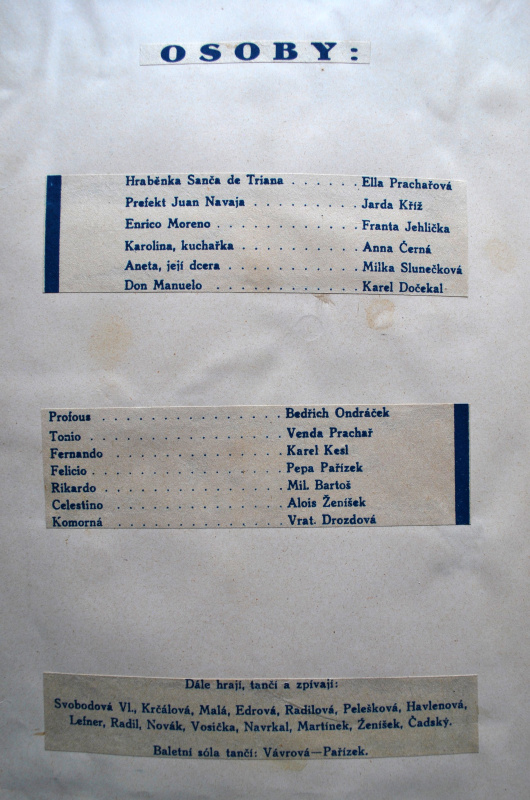 OSOBY:
Hraběnka Sanča de Triana . . . . . . Ella Prachařová
Prefekt Juan Navaja . . . . . . . . . . Jarda Kříž
Enrico Moreno . . . . . . . . . . . . . Franta Jehlička
Karolina, kuchařka . . . . . . . . . . . Anna Černá
Aneta, její dcera . . . . . . . . . . . . Milka Slunečková
Don Manuelo . . . . . . . . . . . . . Karel Dočekal
Profous . . . . . . . . . . . . . . . Bedřich Ondráček
Tonio . . . . . . . . . . . . . . . . Venda Prachař
Fernando . . . . . . . . . . . . . . Karel Kesl
Felicio . . . . . . . . . . . . . . . . Pepa Pařízek
Rikardo . . . . . . . . . . . . . . . Mil. Bartoš
Celestino . . . . . . . . . . . . . . Alois Ženíšek
Komorná . . . . . . . . . . . . . . Vrat. Drozdová
Dále hrají, tančí a zpívají:
Svobodová Vl., Krčálová, Malá, Edrová, Radilová, Pelešková, Havlenová,
Lefner, Radil, Novák, Vosička, Navrkal, Martínek, Ženíšek, Čadský.
Baletní sóla tančí: Vávrová—Pařízek.